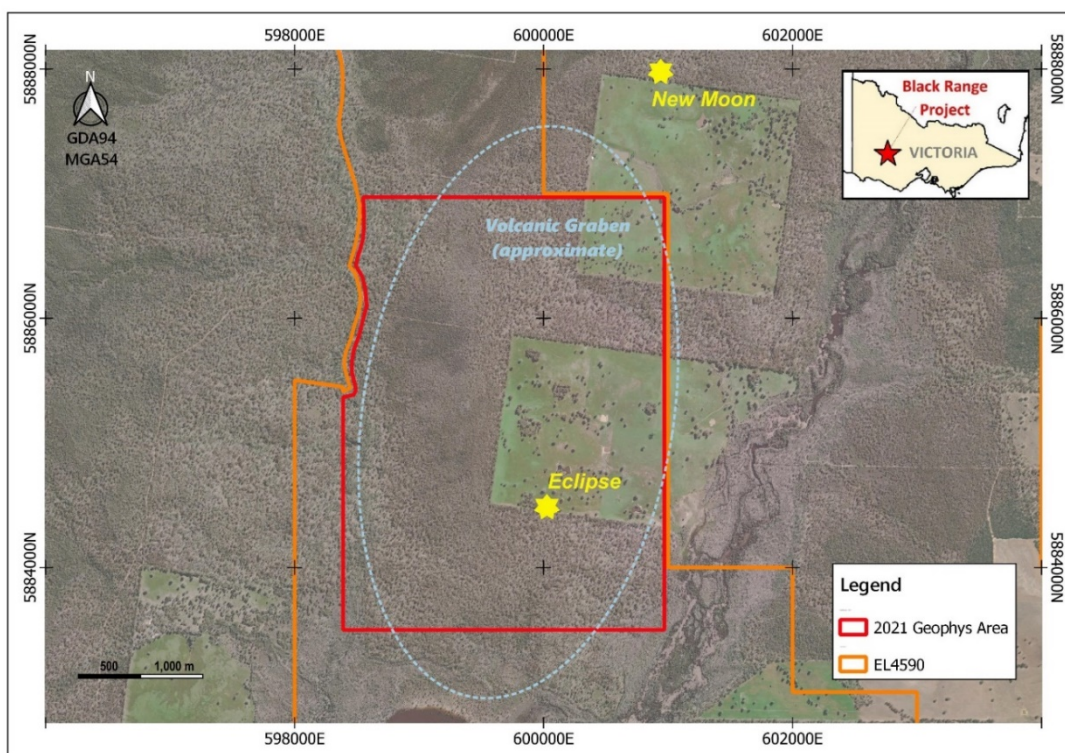 598000E
600000E
602000E
5888000N
5888000N
N
GDA94
MGA54
New Moon
Black Range
Project
VICTORIA
Volcanic Graben
(approximate)
5886000N
5886000N
Eclipse
5884000N
5884000N
Legend
2021 Geophys Area
EL4590
500
1,000 m
598000E
600000E
602000E